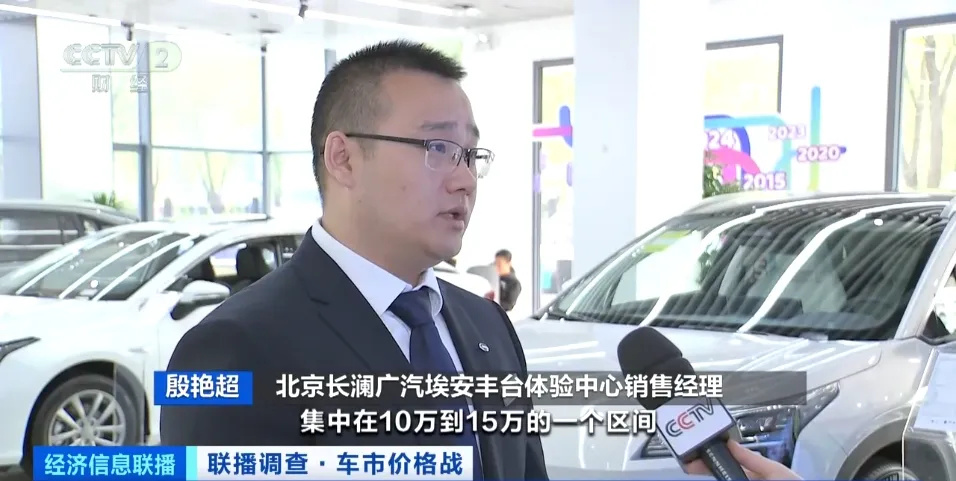 CCTV 2
财经
2024
2023
2020
2015
殷艳超 北京长澜广汽埃安丰台体验中心销售经理
集中在10万到15万的一个区间
CCTV
经济信息联播 联播调查·车市价格战